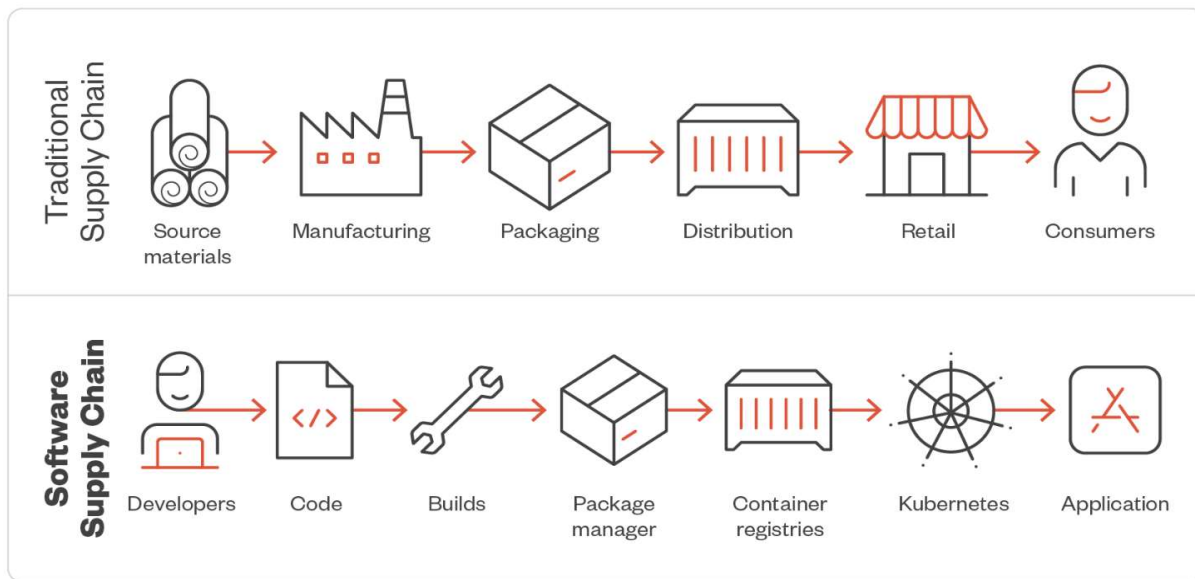 Traditional
Supply Chain
Source
materials
Manufacturing
Packaging
Distribution
Retail
Consumers
Software
Supply Chain
</>
Developers
Code
Builds
Package
manager
Container
registries
Kubernetes
Application